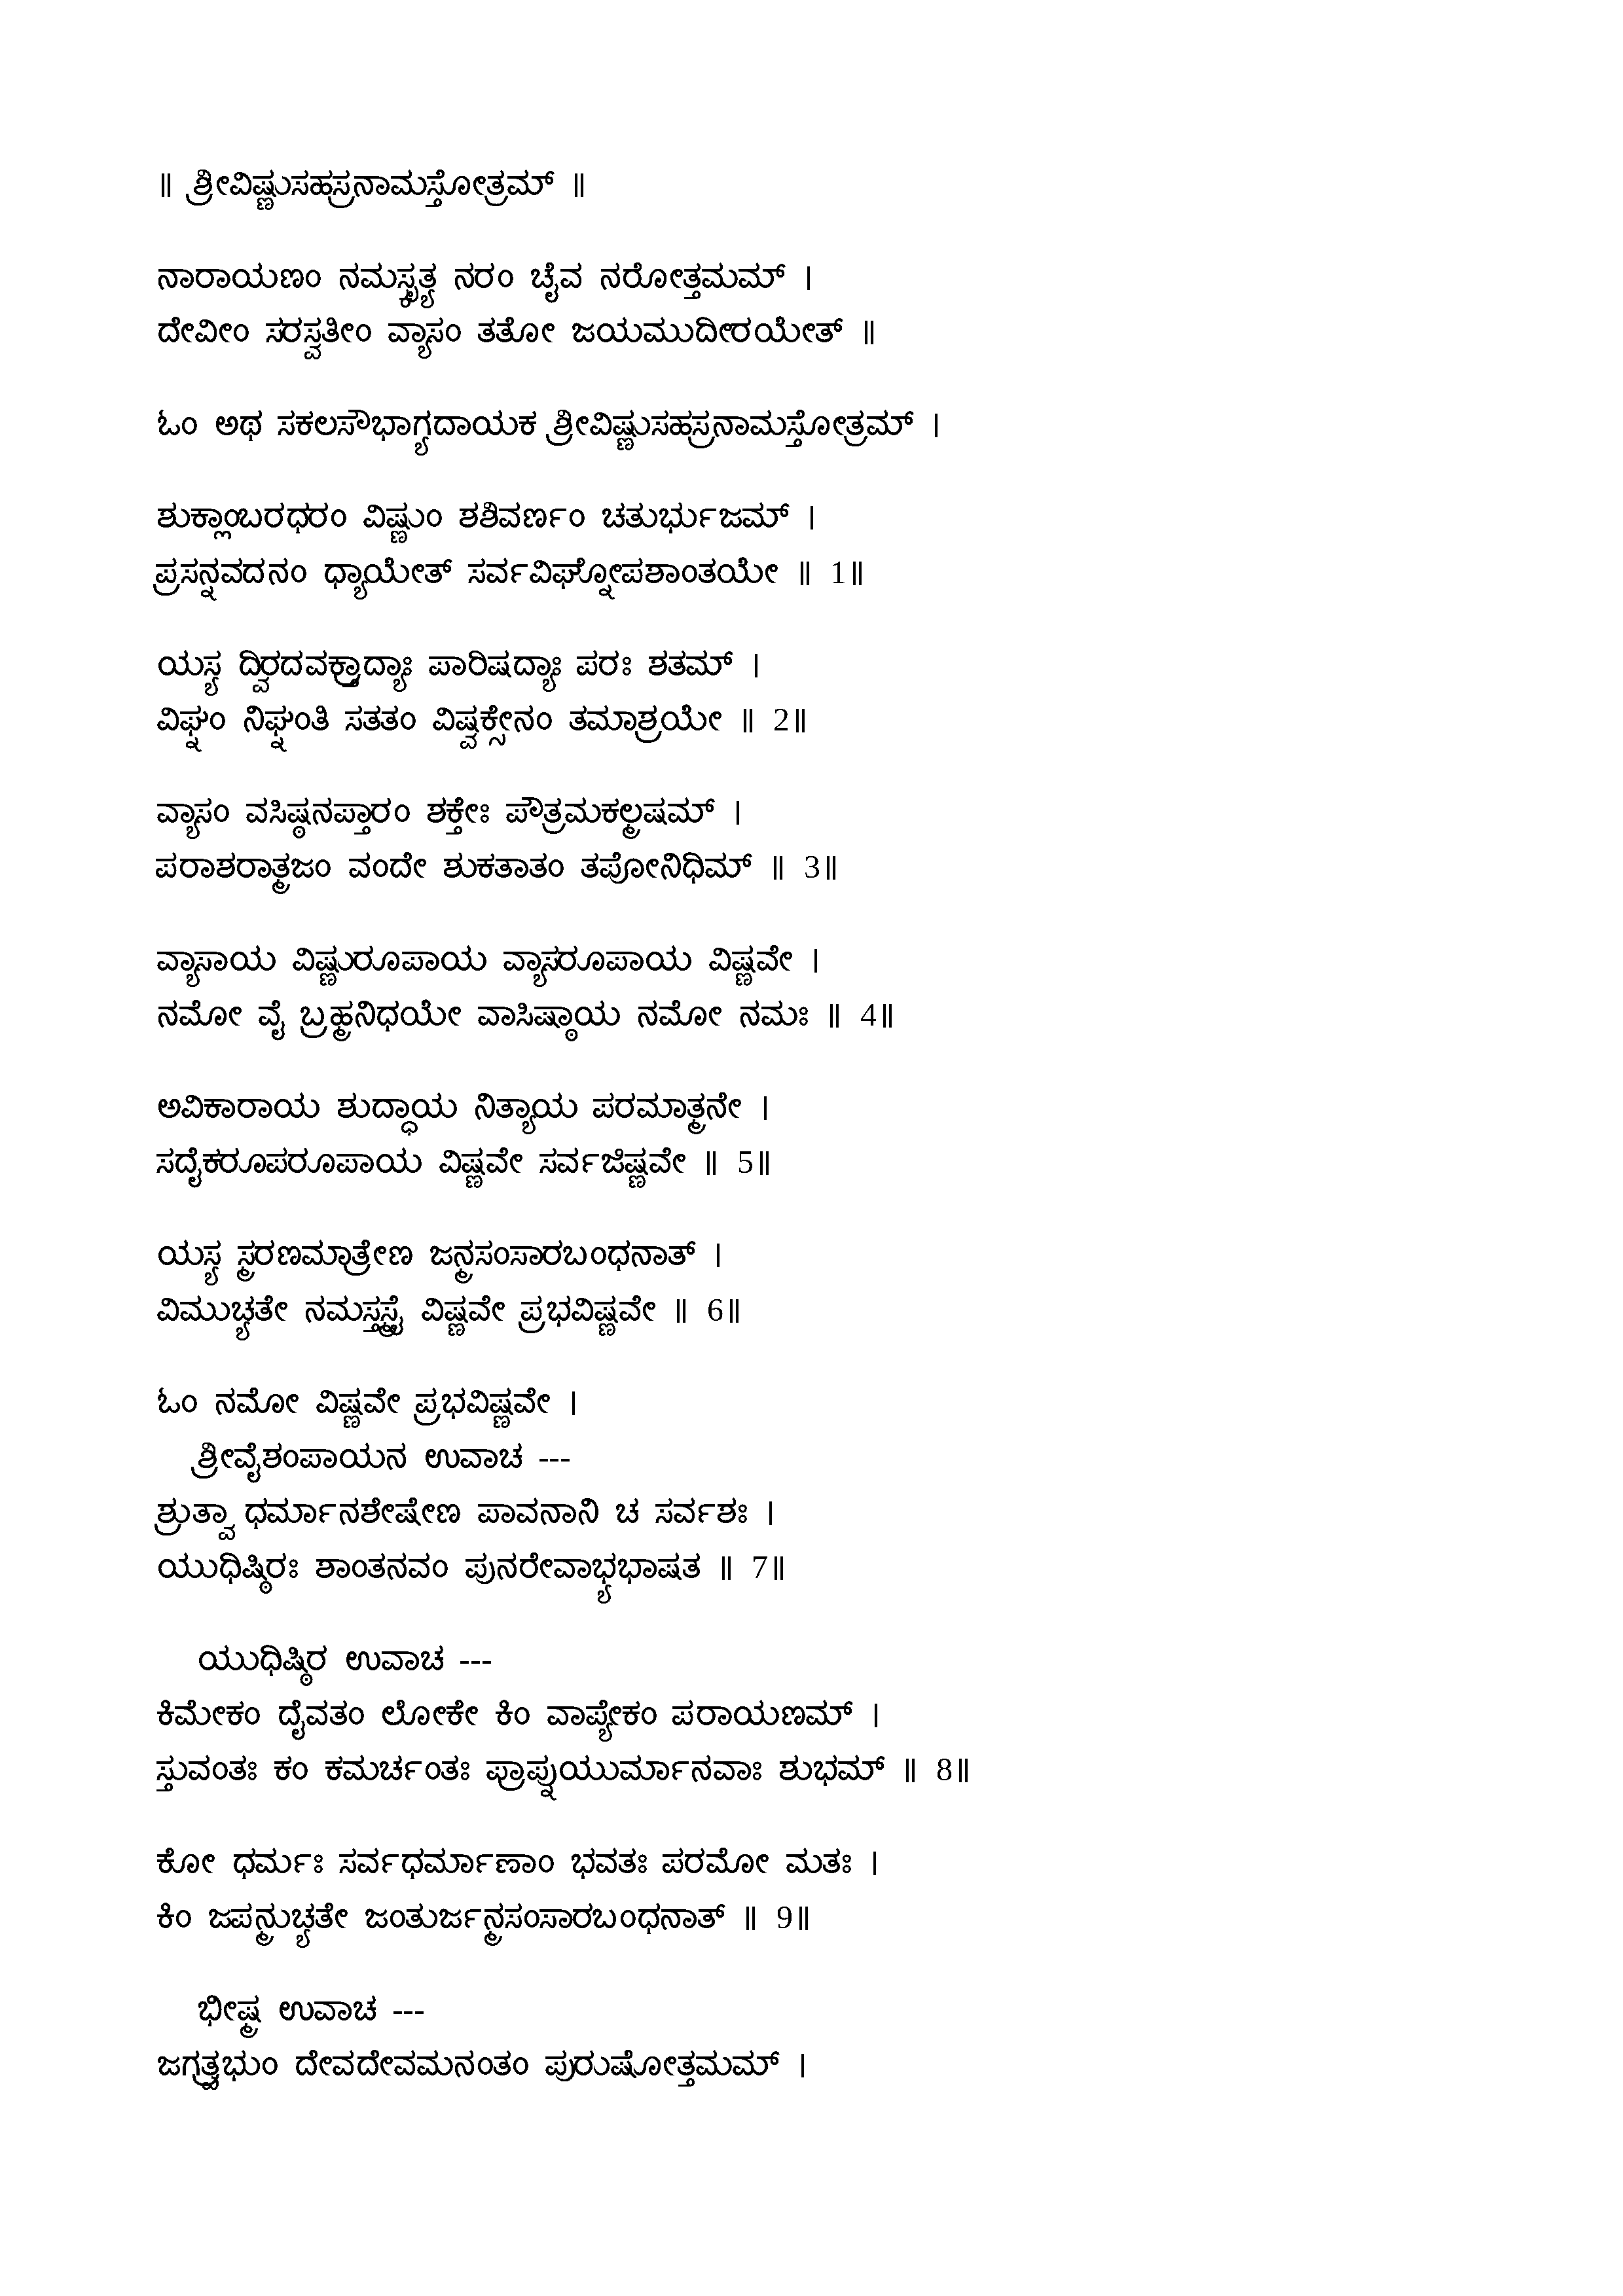 ॥ ಶ್ರೀವಿಷ್ಣುಸಹಸ್ರನಾಮಸ್ತೋತ್ರಮ್ ॥
ನಾರಾಯಣಂ ನಮಸ್ಕೃತ್ಯ ನರಂ ಚೈವ ನರೋತ್ತಮಮ್ ।
ದೇವೀಂ ಸರಸ್ವತೀಂ ವ್ಯಾಸಂ ತತೋ ಜಯಮುದೀರಯೇತ್ ॥
ಓಂ ಅಥ ಸಕಲಸೌಭಾಗ್ಯದಾಯಕ ಶ್ರೀವಿಷ್ಣುಸಹಸ್ರನಾಮಸ್ತೋತ್ರಮ್ ।
ಶುಕ್ಲಾಂಬರಧರಂ ವಿಷ್ಣುಂ ಶಶಿವರ್ಣಂ ಚತುರ್ಭುಜಮ್ ।
ಪ್ರಸನ್ನವದನಂ ಧ್ಯಾಯೇತ್ ಸರ್ವವಿಘ್ನೋಪಶಾಂತಯೇ ॥ 1॥
ಯಸ್ಯ ದ್ವಿರದವಕ್ತ್ರಾದ್ಯಾಃ ಪಾರಿಷದ್ಯಾಃ ಪರಃ ಶತಮ್ ।
ವಿಘ್ನಂ ನಿಘ್ನಂತಿ ಸತತಂ ವಿಷ್ವಕ್ಸೇನಂ ತಮಾಶ್ರಯೇ ॥ 2॥
ವ್ಯಾಸಂ ವಸಿಷ್ಠನಪ್ತಾರಂ ಶಕ್ತೇಃ ಪೌತ್ರಮಕಲ್ಮಷಮ್ ।
ಪರಾಶರಾತ್ಮಜಂ ವಂದೇ ಶುಕತಾತಂ ತಪೋನಿಧಿಮ್ ॥ 3॥
ವ್ಯಾಸಾಯ ವಿಷ್ಣುರೂಪಾಯ ವ್ಯಾಸರೂಪಾಯ ವಿಷ್ಣವೇ ।
ನಮೋ ವೈ ಬ್ರಹ್ಮನಿಧಯೇ ವಾಸಿಷ್ಠಾಯ ನಮೋ ನಮಃ ॥ 4॥
ಅವಿಕಾರಾಯ ಶುದ್ಧಾಯ ನಿತ್ಯಾಯ ಪರಮಾತ್ಮನೇ ।
ಸದೈಕರೂಪರೂಪಾಯ ವಿಷ್ಣವೇ ಸರ್ವಜಿಷ್ಣವೇ ॥ 5॥
ಯಸ್ಯ ಸ್ಮರಣಮಾತ್ರೇಣ ಜನ್ಮಸಂಸಾರಬಂಧನಾತ್ ।
ವಿಮುಚ್ಯತೇ ನಮಸ್ತಸ್ಮೈ ವಿಷ್ಣವೇ ಪ್ರಭವಿಷ್ಣವೇ ॥ 6॥
ಓಂ ನಮೋ ವಿಷ್ಣವೇ ಪ್ರಭವಿಷ್ಣವೇ ।
ಶ್ರೀವೈಶಂಪಾಯನ ಉವಾಚ ---
ಶ್ರುತ್ವಾ ಧರ್ಮಾನಶೇಷೇಣ ಪಾವನಾನಿ ಚ ಸರ್ವಶಃ ।
ಯುಧಿಷ್ಠಿರಃ ಶಾಂತನವಂ ಪುನರೇವಾಭ್ಯಭಾಷತ ॥ 7॥
ಯುಧಿಷ್ಠಿರ ಉವಾಚ ---
ಕಿಮೇಕಂ ದೈವತಂ ಲೋಕೇ ಕಿಂ ವಾಪ್ಯೇಕಂ ಪರಾಯಣಮ್ ।
ಸ್ತುವಂತಃ ಕಂ ಕಮರ್ಚಂತಃ ಪ್ರಾಪ್ನುಯುರ್ಮಾನವಾಃ ಶುಭಮ್ ॥ 8॥
ಕೋ ಧರ್ಮಃ ಸರ್ವಧರ್ಮಾಣಾಂ ಭವತಃ ಪರಮೋ ಮತಃ ।
ಕಿಂ ಜಪನ್ಮುಚ್ಯತೇ ಜಂತುರ್ಜನ್ಮಸಂಸಾರಬಂಧನಾತ್ ॥ 9॥
ಭೀಷ್ಮ ಉವಾಚ ---
ಜಗತ್ಪ್ರಭುಂ ದೇವದೇವಮನಂತಂ ಪುರುಷೋತ್ತಮಮ್ ।